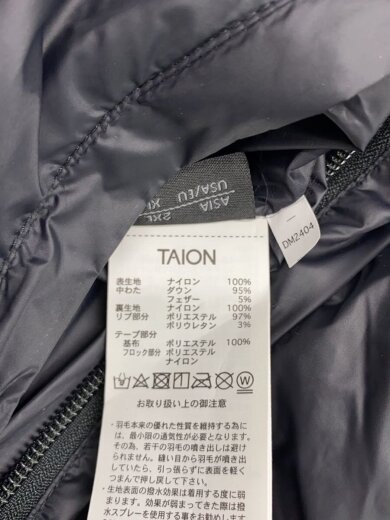 ASIA 2XL
USA/EU XL
DM2404
TAION
表生地 ナイロン 100%
中わた ダウン 95%
フェザー 5%
裏生地 ナイロン 100%
リブ部分 ポリエステル 97%
ポリウレタン 3%
テープ部分
基布 ポリエステル 100%
フロック部分 ナイロン
お取り扱い上の御注意
・羽毛本来の優れた性質を維持する為に
は、最小限の通気性が必要となります。
その為、若干の羽毛の吹き出しは避け
られません。縫い目から羽毛が吹き出
していたら、引っ張らずに表面を軽く
つまんで押し戻して下さい。
・生地表面の撥水効果は着用する度に弱
まります。効果が弱まってきた際は撥
水スプレーを使用する事をお勧めします